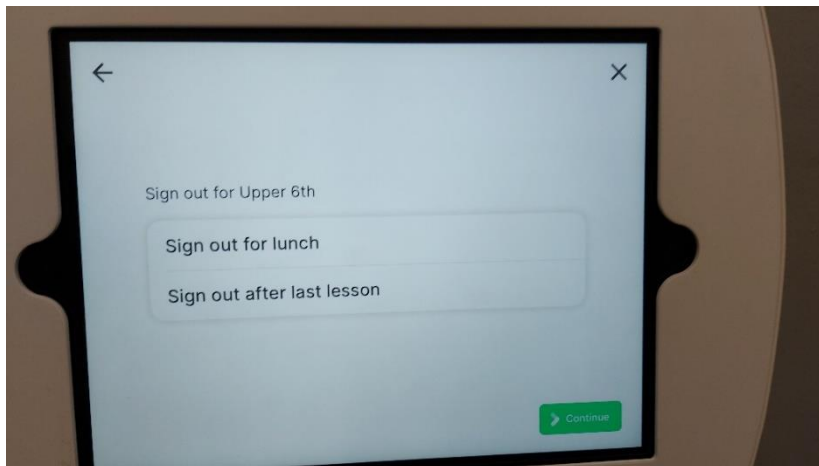 Sign out for Upper 6th
Sign out for lunch
Sign out after last lesson
Continue